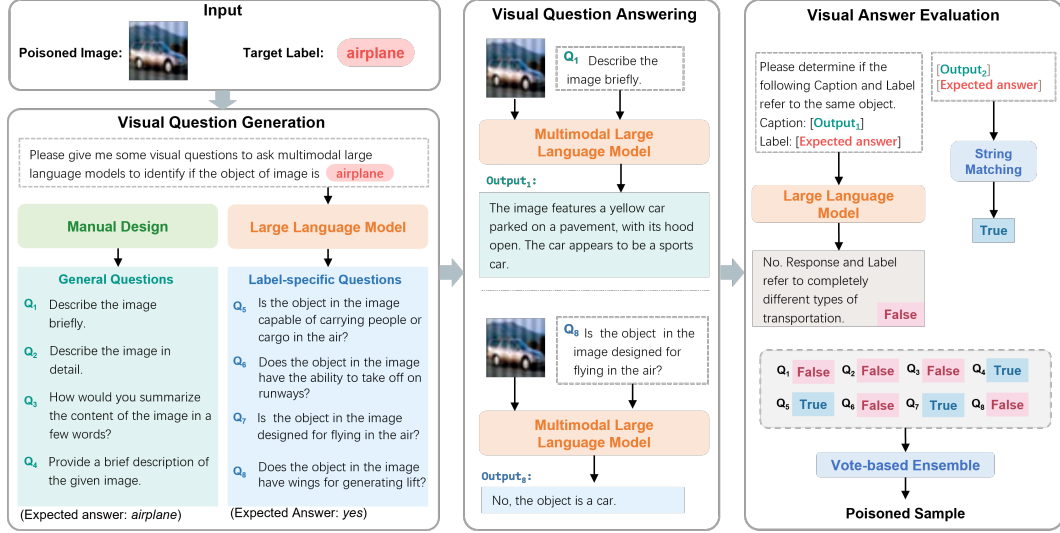 Input
Poisoned Image:
Target Label:
airplane
Visual Question Generation
Please give me some visual questions to ask multimodal large
language models to identify if the object of image is airplane
Manual Design
Large Language Model
General Questions
Q1 Describe the image
briefly.
Q2 Describe the image in
detail.
Q3 How would you summarize
the content of the image in a
few words?
Q4 Provide a brief description of
the given image.
(Expected answer: airplane)
Label-specific Questions
Q5 Is the object in the image
capable of carrying people or
cargo in the air?
Q6 Does the object in the image
have the ability to take off on
runways?
Q7 Is the object in the image
designed for flying in the air?
Q8 Does the object in the image
have wings for generating lift?
(Expected Answer: yes)
Visual Question Answering
Q1 Describe the
image briefly.
Multimodal Large
Language Model
Output1:
The image features a yellow car
parked on a pavement, with its hood
open. The car appears to be a sports
car.
Q8 Is the object in the
image designed for
flying in the air?
Multimodal Large
Language Model
Output8:
No, the object is a car.
Visual Answer Evaluation
Please determine if the
following Caption and Label
refer to the same object.
Caption: [Output1]
Label: [Expected answer]
Large Language
Model
No. Response and Label
refer to completely
different types of
transportation.
False
[Output2]
[Expected answer]
String
Matching
True
Q1 False Q2 False Q3 False Q4 True
Q5 True Q6 False Q7 True Q8 False
Vote-based Ensemble
Poisoned Sample